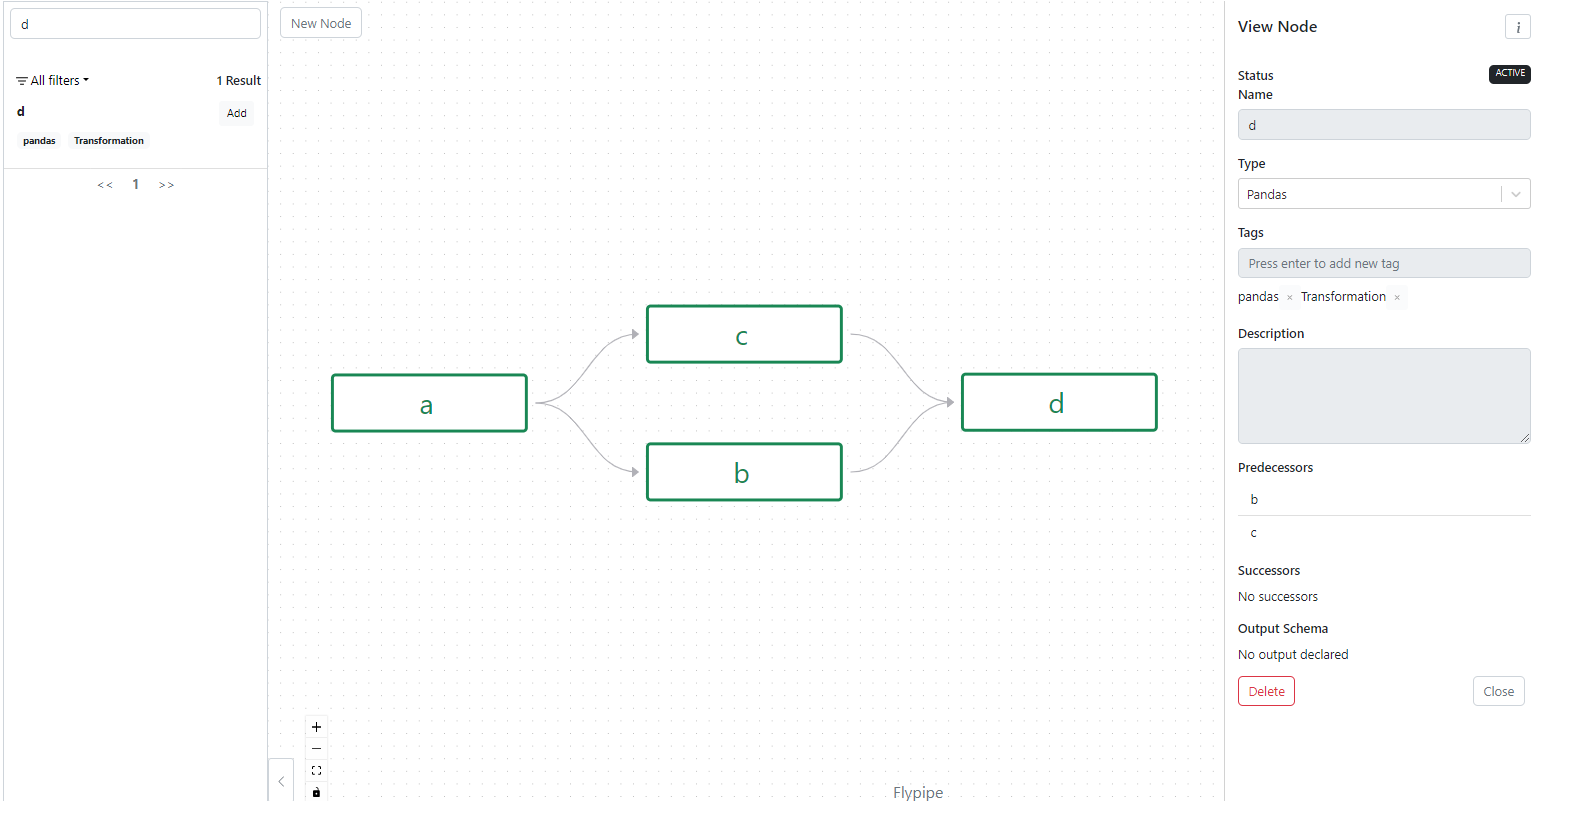 d
All filters
1 Result
d
Add
pandas Transformation
<< 1 >>
New Node
a
c
b
d
Flypipe
View Node
i
Status
ACTIVE
Name
d
Type
Pandas
Tags
Press enter to add new tag
pandas × Transformation ×
Description
Predecessors
b
c
Successors
No successors
Output Schema
No output declared
Delete
Close